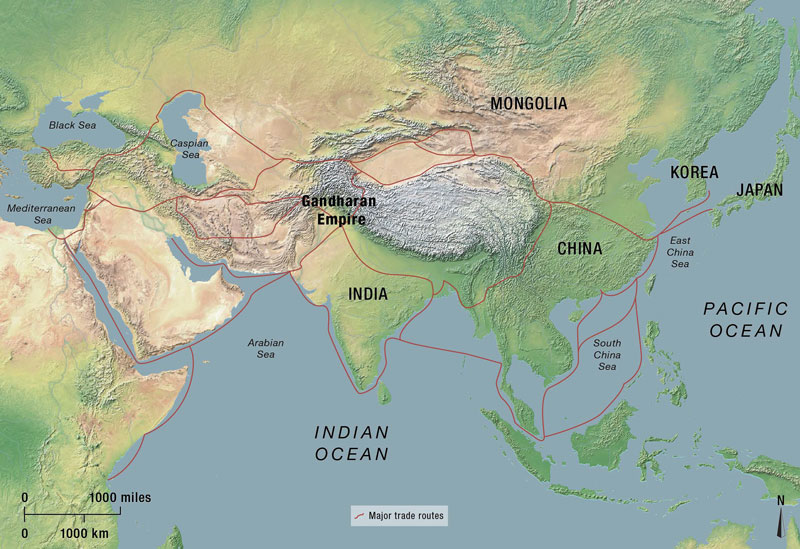 MONGOLIA
Black Sea
Caspian
Sea
KOREA
JAPAN
Gandharan
Empire
Mediterranean
Sea
CHINA
East
China
Sea
INDIA
PACIFIC
OCEAN
Arabian
Sea
South
China
Sea
INDIAN
OCEAN
0 1000 miles
0 1000 km
Major trade routes
N